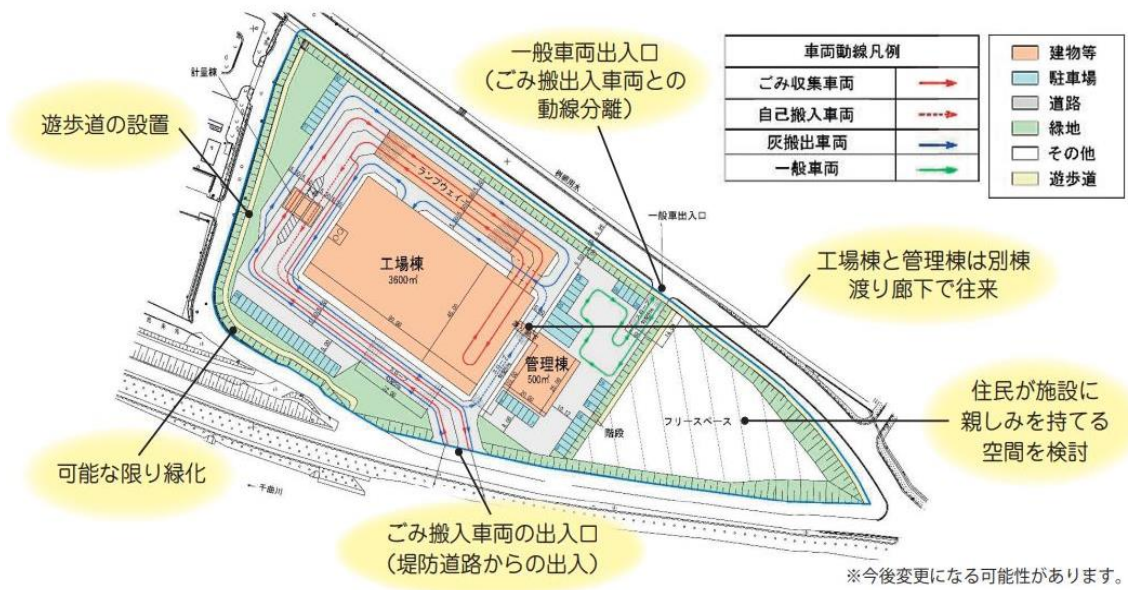 一般車両出入口
(ごみ搬出入車両との
動線分離)
車両動線凡例
ごみ収集車両
自己搬入車両
灰搬出車両
一般車両
建物等
駐車場
道路
緑地
その他
遊歩道
計量棟
遊歩道の設置
ランプウェイ
一般車出入口
工場棟
3600㎡
工場棟と管理棟は別棟
渡り廊下で往来
管理棟
500㎡
フリースペース
階段
住民が施設に
親しみを持てる
空間を検討
可能な限り緑化
←千曲川
ごみ搬入車両の出入口
(堤防道路からの出入)
※今後変更になる可能性があります。